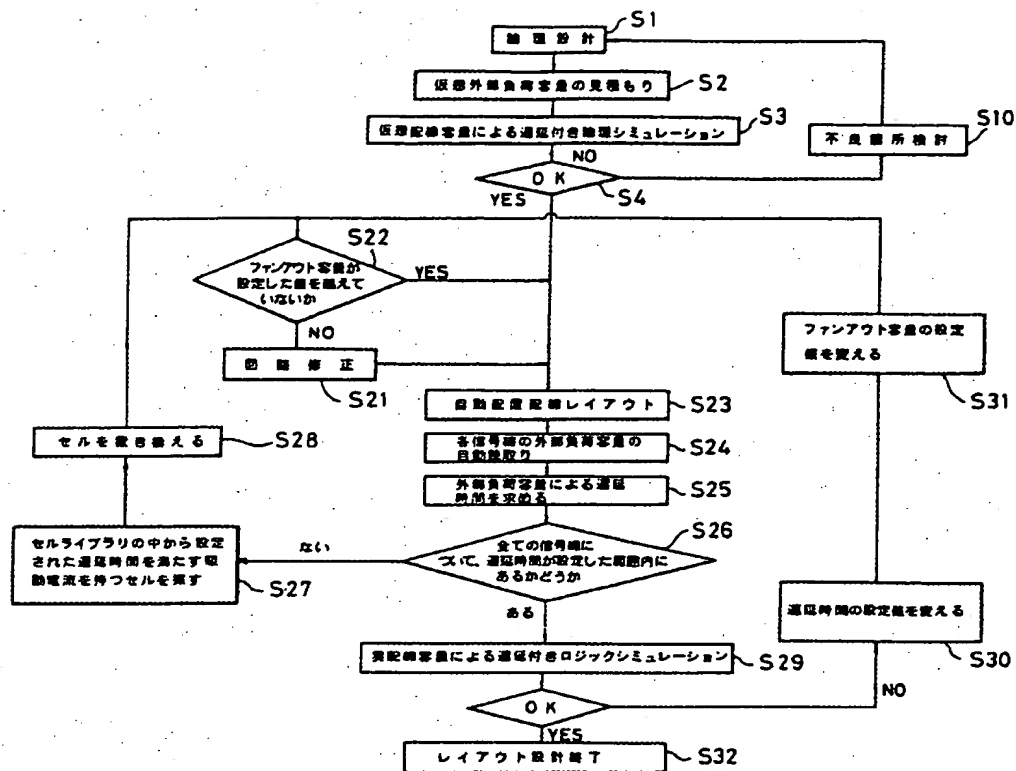 S1
論理設計
仮想外部負荷容量の見積もり
S2
S3
仮想配線容量による遅延付き論理シミュレーション
S10
不良箇所検討
NO
OK
S4
YES
S22
ファンアウト容量が
設定した値を越えて
いないか
YES
NO
回路修正
S21
ファンアウト容量の設定
値を変える
S31
自動配置配線レイアウト
S23
セルを置き換える
S28
各信号線の外部負荷容量の
自動読取り
S24
外部負荷容量による遅延
時間を求める
S25
S26
全ての信号線に
ついて、遅延時間が設定した範囲内に
あるかどうか
ない
セルライブラリの中から設定
された遅延時間を満たす駆
動電流を持つセルを探す
S27
ある
遅延時間の設定値を変える
S30
実配線容量による遅延付きロジックシミュレーション
S29
NO
OK
YES
レイアウト設計終了
S32